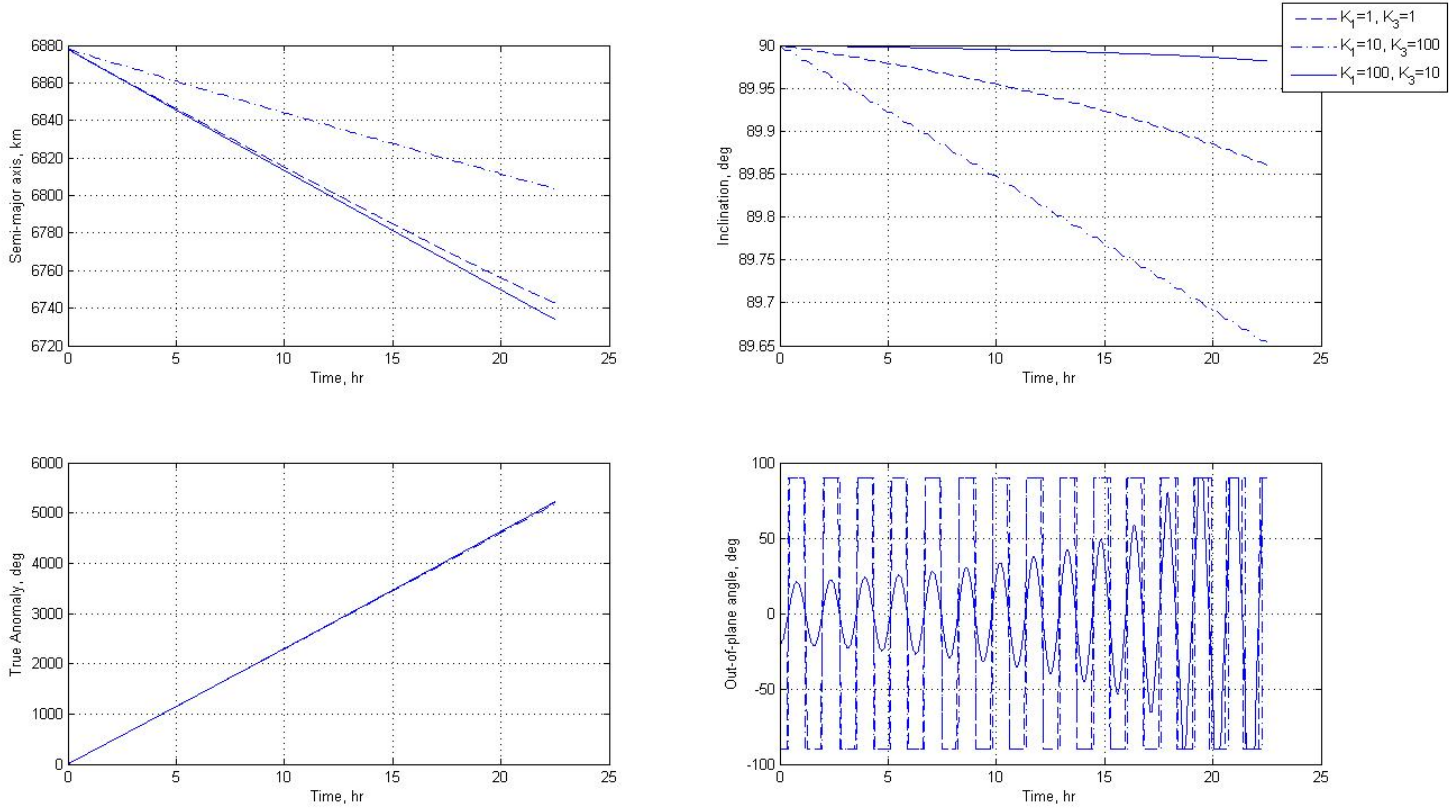 K1=1, K3=1
K1=10, K3=100
K1=100, K3=10
6880
6860
6840
6820
6800
6780
6760
6740
6720
Semi-major axis, km
0 5 10 15 20 25
Time, hr
90
89.95
89.9
89.85
89.8
89.75
89.7
89.65
Inclination, deg
0 5 10 15 20 25
Time, hr
6000
5000
4000
3000
2000
1000
0
True Anomaly, deg
0 5 10 15 20 25
Time, hr
100
50
0
-50
-100
Out-of-plane angle, deg
0 5 10 15 20 25
Time, hr